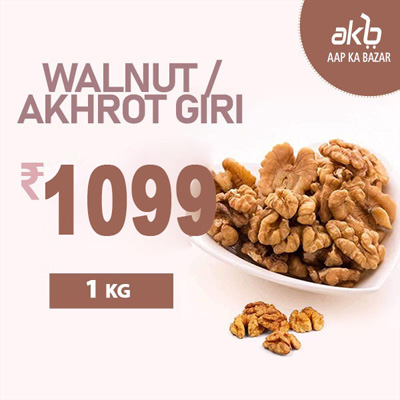 akb
AAP KA BAZAR
WALNUT /
AKHROT GIRI
₹1099
1 KG